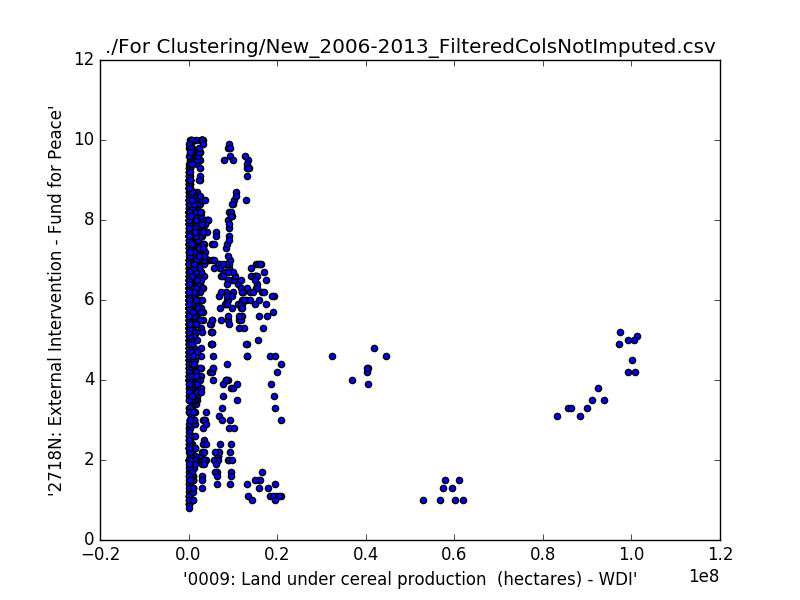 ./For Clustering/New_2006-2013_FilteredColsNotImputed.csv
'2718N: External Intervention - Fund for Peace'
12
10
8
6
4
2
0
−0.2 0.0 0.2 0.4 0.6 0.8 1.0 1.2
1e8
'0009: Land under cereal production  (hectares) - WDI'